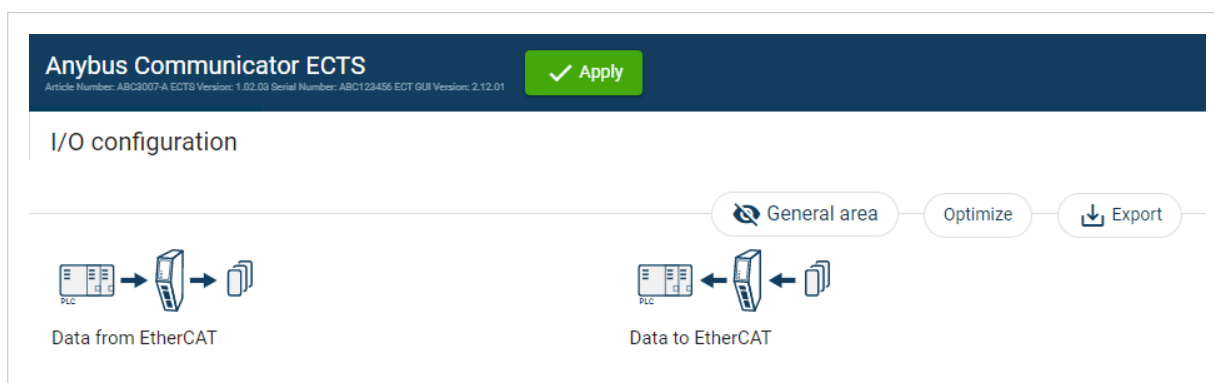 Anybus Communicator ECTS
Article Number: ABC3007-A ECTS Version: 1.02.03 Serial Number: ABC123456 ECT GUI Version: 2.12.01
Apply
I/O configuration
General area
Optimize
Export
PLC
PLC
Data from EtherCAT
Data to EtherCAT